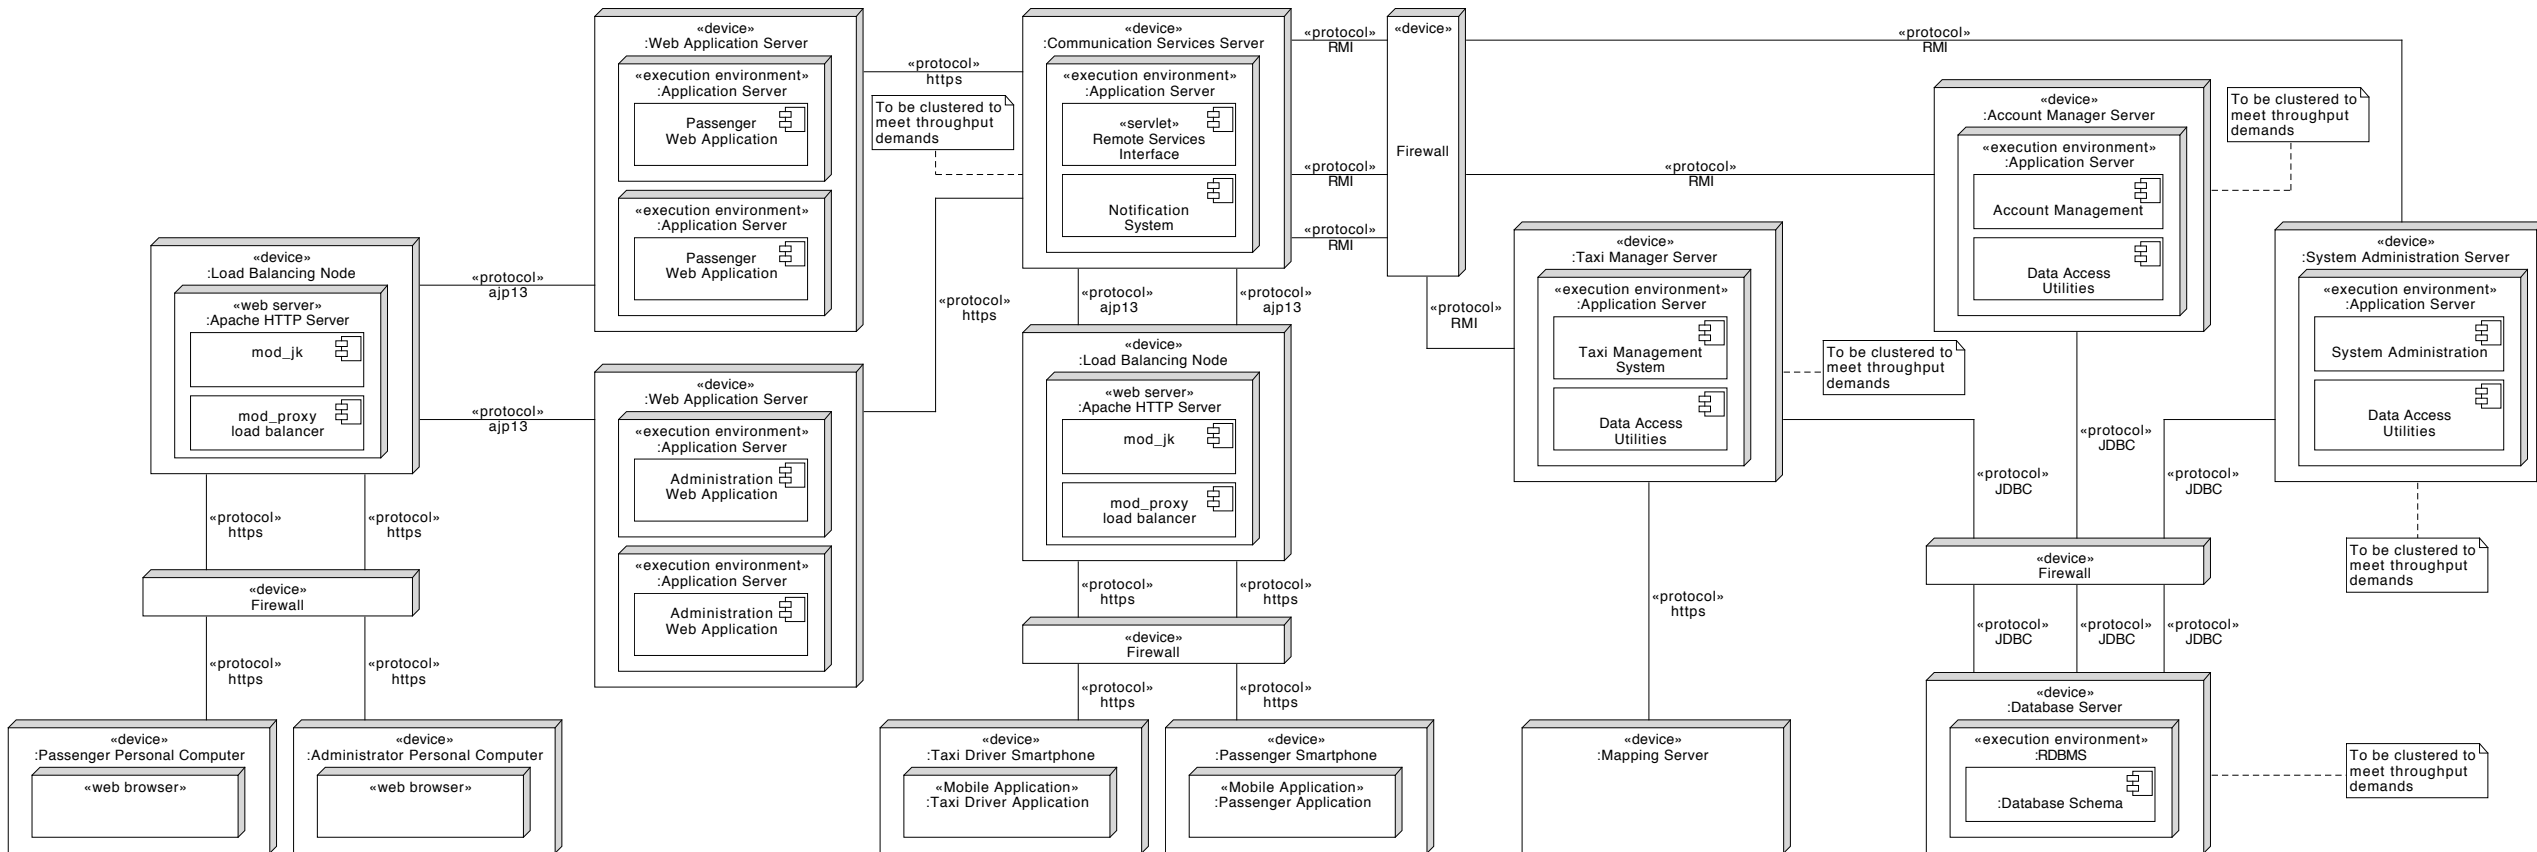 «device»
:Web Application Server
«execution environment»
:Application Server
Passenger
Web Application
«execution environment»
:Application Server
Passenger
Web Application
«protocol»
https
To be clustered to
meet throughput
demands
«device»
:Communication Services Server
«execution environment»
:Application Server
«servlet»
Remote Services
Interface
Notification
System
«protocol»
RMI
«protocol»
RMI
«protocol»
RMI
«device»
Firewall
«protocol»
RMI
«protocol»
RMI
«protocol»
RMI
«device»
:Account Manager Server
«execution environment»
:Application Server
Account Management
Data Access
Utilities
To be clustered to
meet throughput
demands
«device»
:Load Balancing Node
«web server»
:Apache HTTP Server
mod_jk
mod_proxy
load balancer
«protocol»
ajp13
«protocol»
ajp13
«device»
:Web Application Server
«execution environment»
:Application Server
Administration
Web Application
«execution environment»
:Application Server
Administration
Web Application
«protocol»
https
«protocol»
ajp13
«protocol»
ajp13
«device»
:Load Balancing Node
«web server»
:Apache HTTP Server
mod_jk
mod_proxy
load balancer
«device»
:Taxi Manager Server
«execution environment»
:Application Server
Taxi Management
System
Data Access
Utilities
To be clustered to
meet throughput
demands
«device»
:System Administration Server
«execution environment»
:Application Server
System Administration
Data Access
Utilities
To be clustered to
meet throughput
demands
«protocol»
JDBC
«protocol»
JDBC
«protocol»
JDBC
«device»
Firewall
«protocol»
JDBC
«protocol»
JDBC
«protocol»
JDBC
«protocol»
https
«protocol»
https
«device»
Firewall
«protocol»
https
«protocol»
https
«protocol»
https
«protocol»
https
«device»
Firewall
«protocol»
https
«protocol»
https
«protocol»
https
«device»
:Passenger Personal Computer
«web browser»
«device»
:Administrator Personal Computer
«web browser»
«device»
:Taxi Driver Smartphone
«Mobile Application»
:Taxi Driver Application
«device»
:Passenger Smartphone
«Mobile Application»
:Passenger Application
«device»
:Mapping Server
«device»
:Database Server
«execution environment»
:RDBMS
:Database Schema
To be clustered to
meet throughput
demands